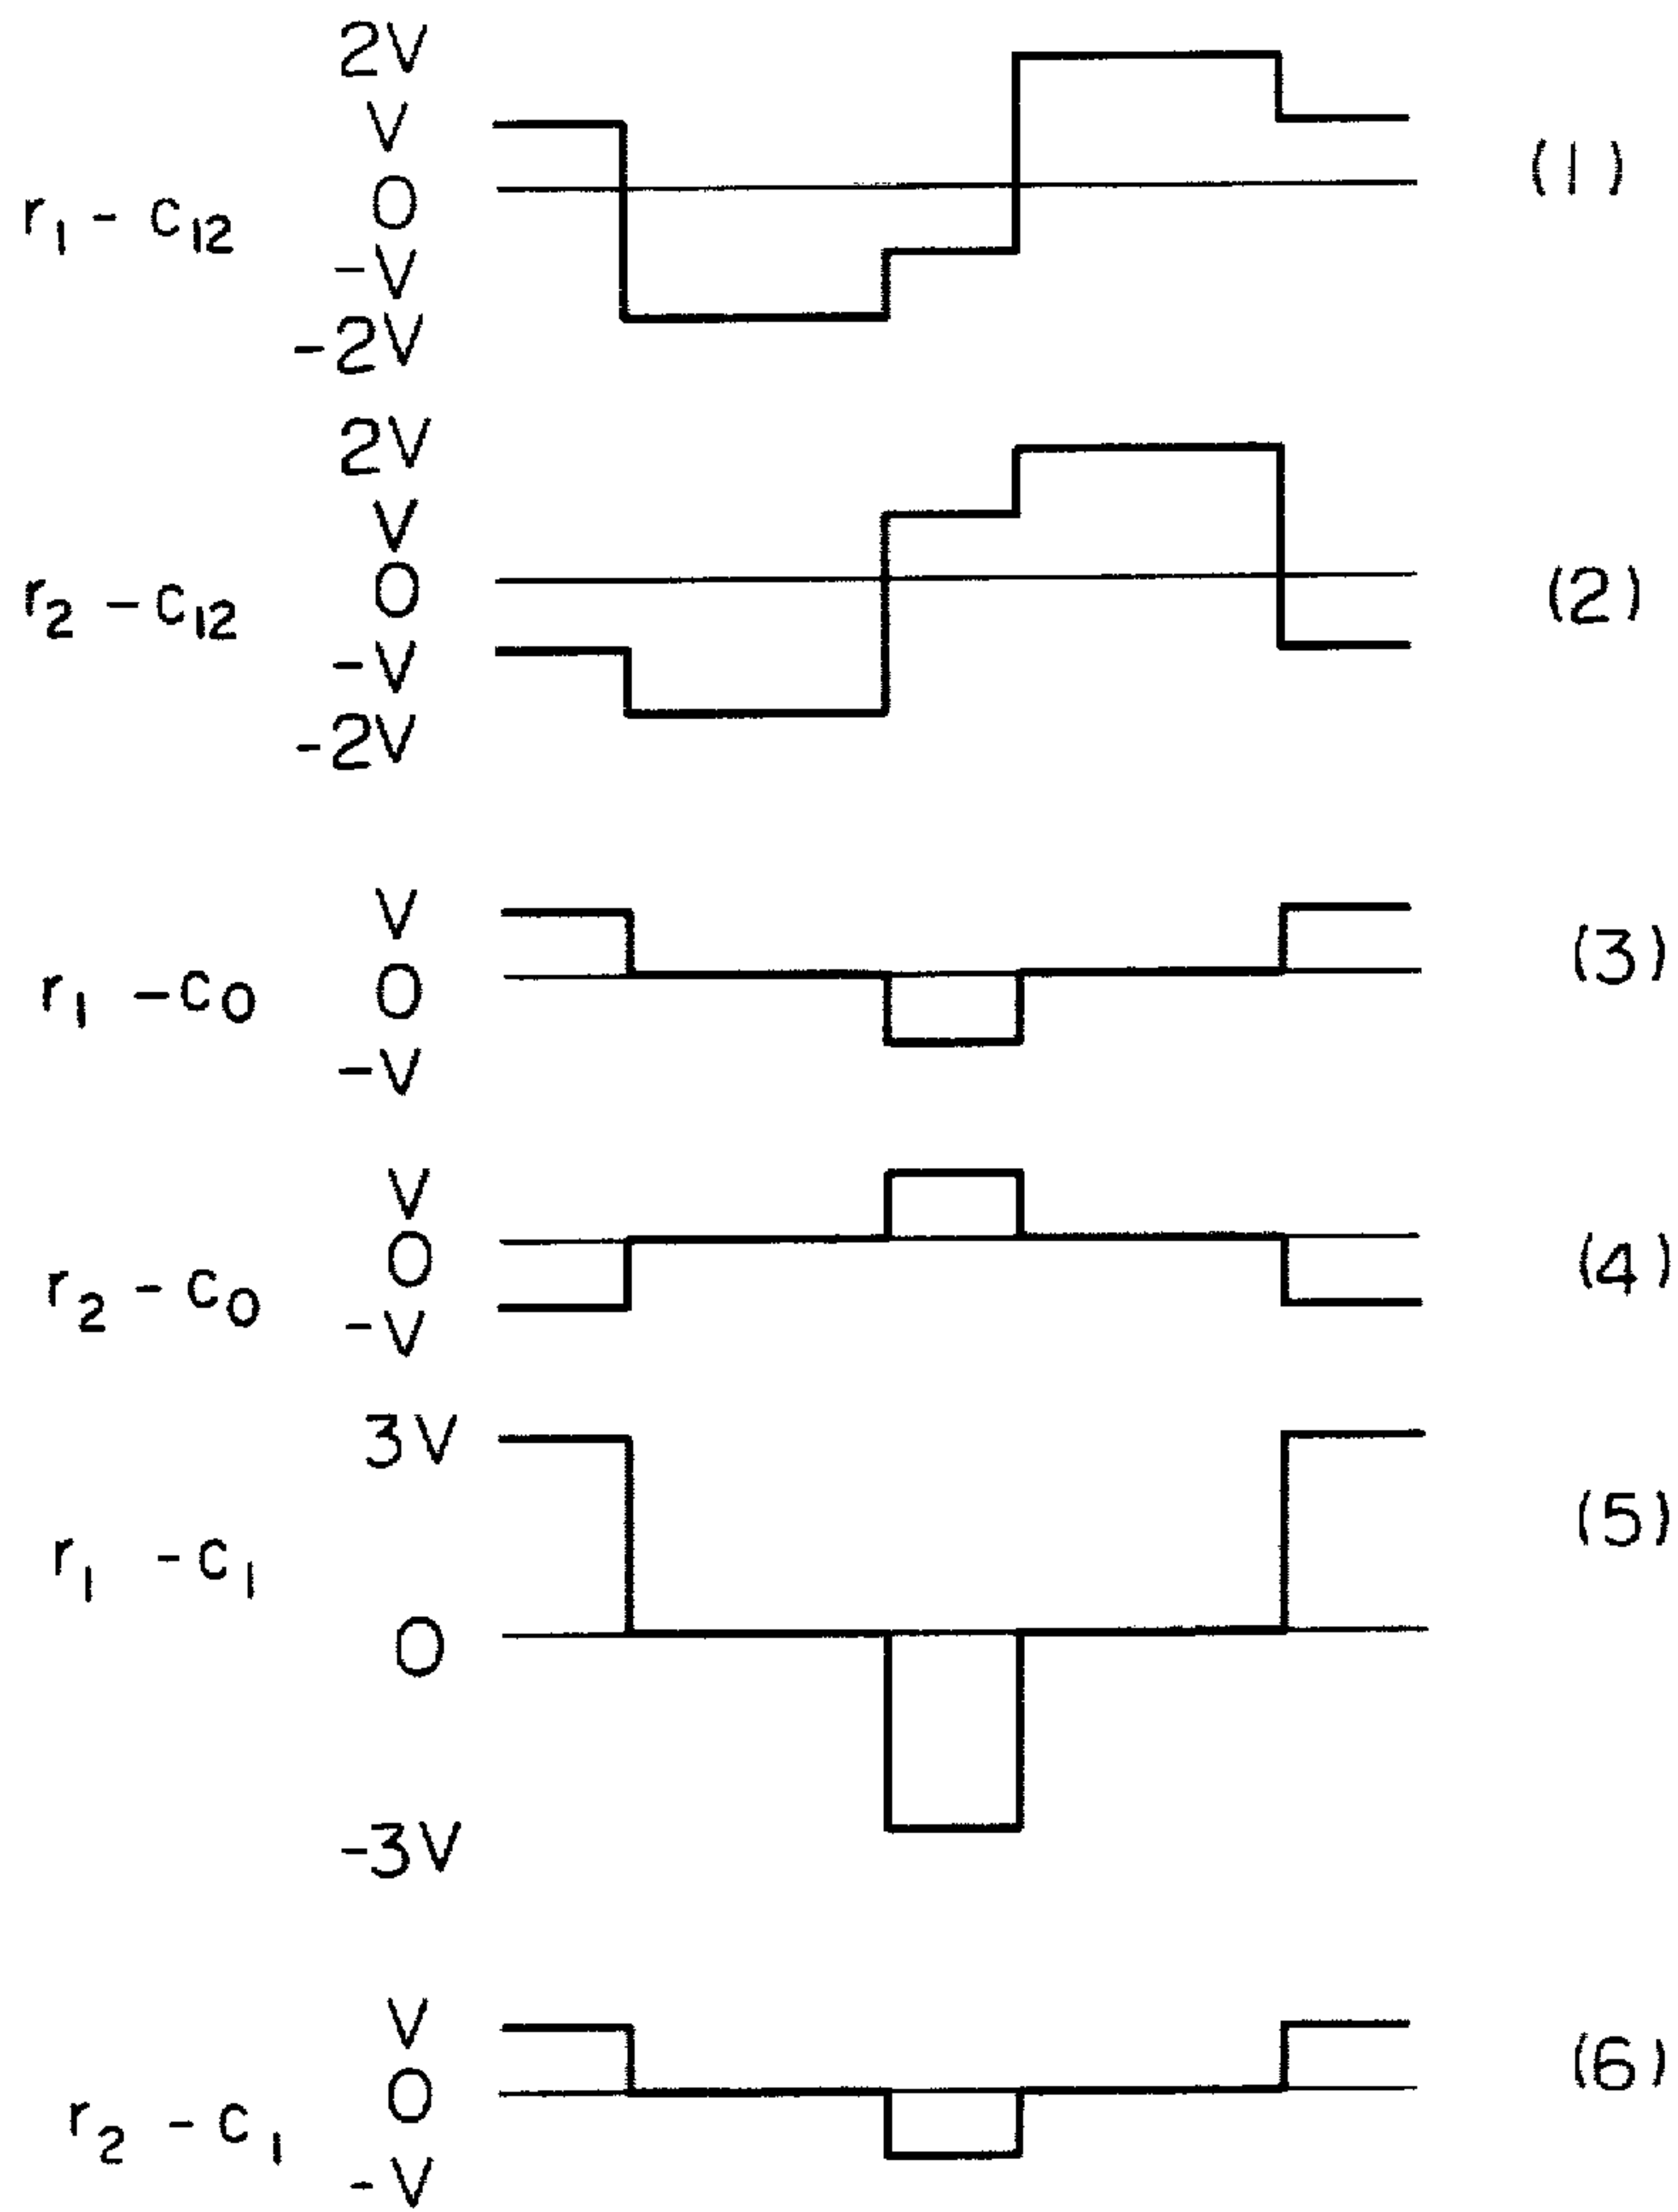 2V
V
0
r₁ - c₁₂
-V
-2V
(1)
2V
V
0
r₂ - c₁₂
-V
-2V
(2)
V
0
r₁ - c₀
-V
(3)
V
0
r₂ - c₀
-V
(4)
3V
r₁ - c₁
0
-3V
(5)
V
0
r₂ - c₁
-V
(6)